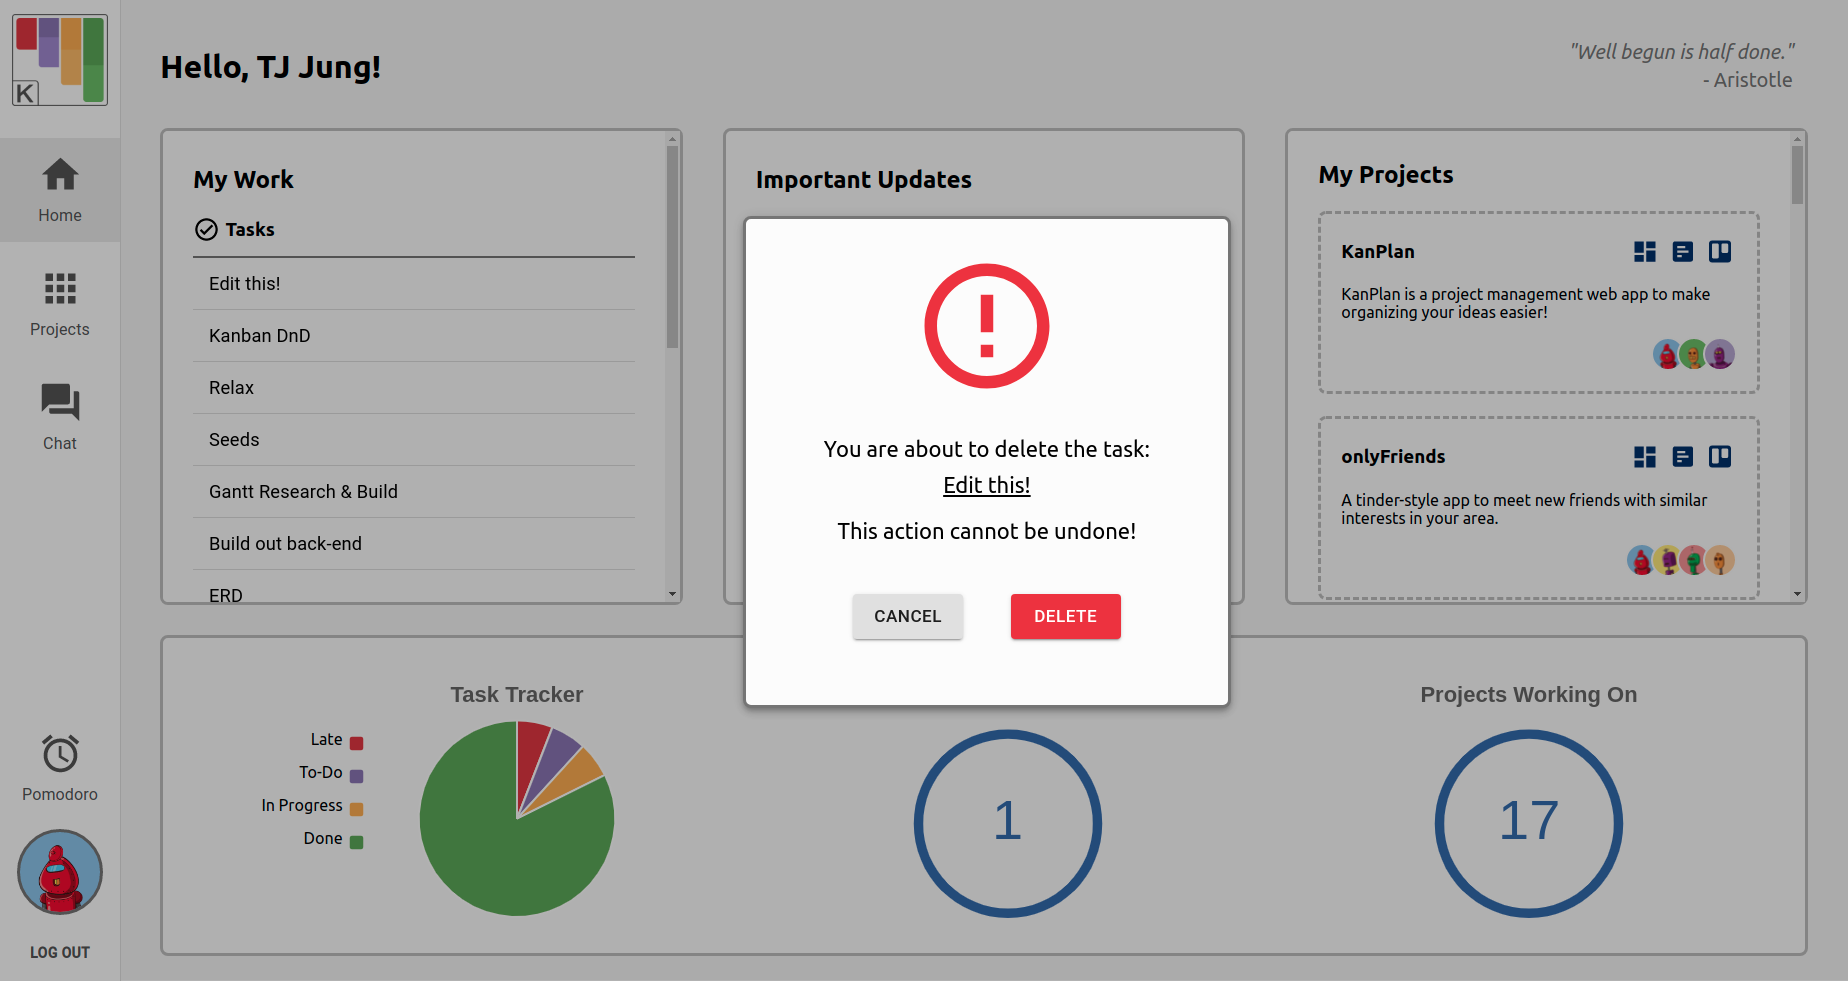 K
Home
Projects
Chat
Pomodoro
LOG OUT
Hello, TJ Jung!
"Well begun is half done."
- Aristotle
My Work
Tasks
Edit this!
Kanban DnD
Relax
Seeds
Gantt Research & Build
Build out back-end
ERD
Important Updates
My Projects
KanPlan
KanPlan is a project management web app to make
organizing your ideas easier!
onlyFriends
A tinder-style app to meet new friends with similar
interests in your area.
You are about to delete the task:
Edit this!
This action cannot be undone!
CANCEL
DELETE
Task Tracker
Late
To-Do
In Progress
Done
1
Projects Working On
17